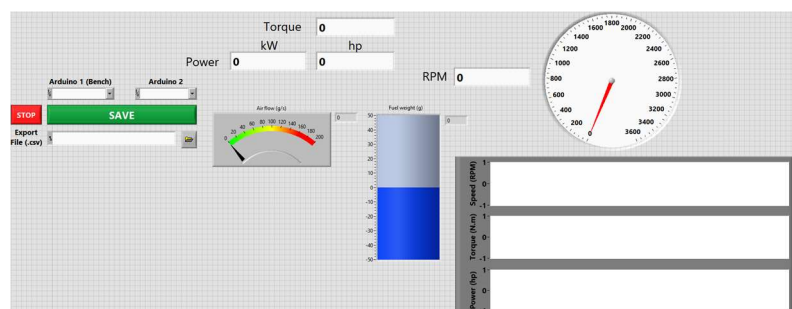 Torque 0
kW hp
Power 0 0
RPM 0
Arduino 1 (Bench) Arduino 2
STOP SAVE
Export
File (.csv)
Air flow (g/s)
0
0 20 40 60 80 100 120 140 160 180 200
Fuel weight (g)
0
50
40
30
20
10
0
-10
-20
-30
-40
-50
0 200 400 600 800 1000 1200 1400 1600 1800 2000 2200 2400 2600 2800 3000 3200 3400 3600
Speed (RPM)
1
0
-1
Torque (N.m)
1
0
-1
Power (hp)
1
0